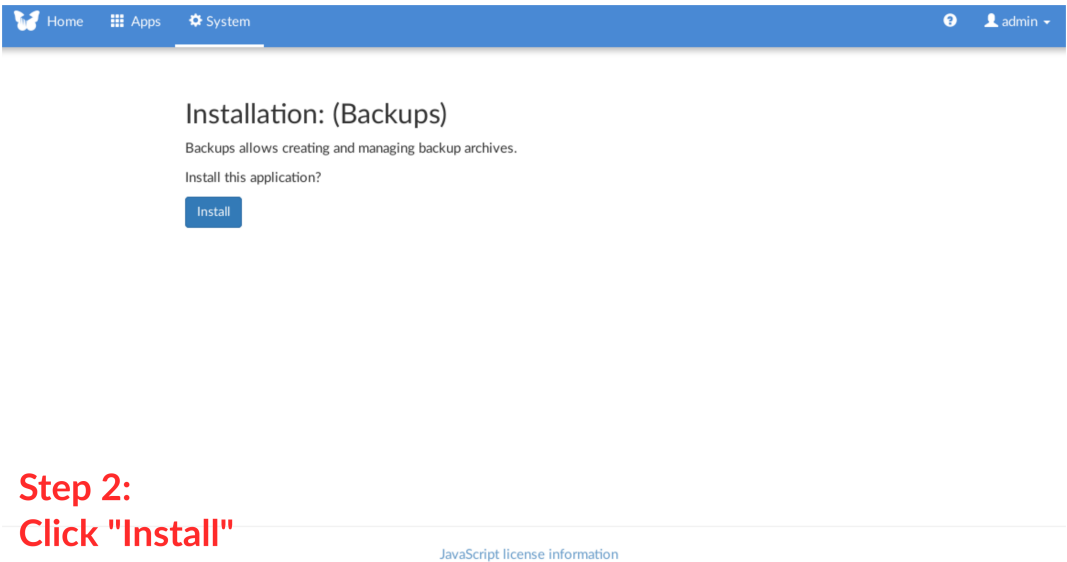 Home Apps System admin
Installation: (Backups)
Backups allows creating and managing backup archives.
Install this application?
Install
Step 2:
Click "Install"
JavaScript license information